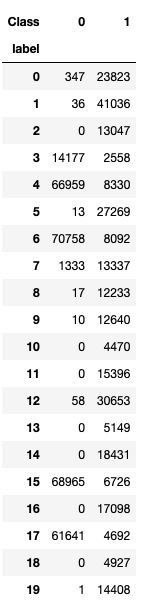 Class 0 1
label
0 347 23823
1 36 41036
2 0 13047
3 14177 2558
4 66959 8330
5 13 27269
6 70758 8092
7 1333 13337
8 17 12233
9 10 12640
10 0 4470
11 0 15396
12 58 30653
13 0 5149
14 0 18431
15 68965 6726
16 0 17098
17 61641 4692
18 0 4927
19 1 14408